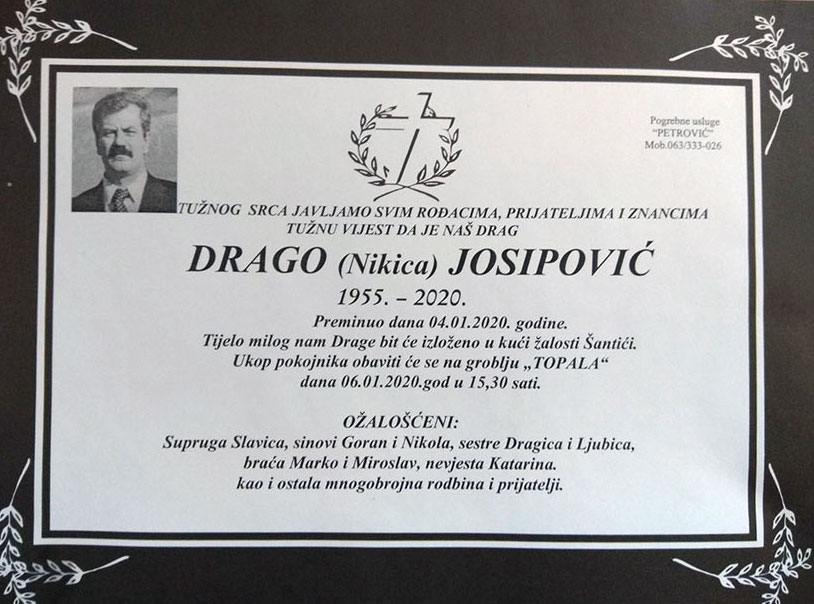 Pogrebne usluge
"PETROVIĆ"
Mob.063/333-026
TUŽNOG SRCA JAVLJAMO SVIM ROĐACIMA, PRIJATELJIMA I ZNANCIMA
TUŽNU VIJEST DA JE NAŠ DRAG
DRAGO (Nikica) JOSIPOVIĆ
1955. – 2020.
Preminuo dana 04.01.2020. godine.
Tijelo milog nam Drage bit će izloženo u kući žalosti Šantići.
Ukop pokojnika obaviti će se na groblju „TOPALA“
dana 06.01.2020.god u 15,30 sati.
OŽALOŠĆENI:
Supruga Slavica, sinovi Goran i Nikola, sestre Dragica i Ljubica,
braća Marko i Miroslav, nevjesta Katarina.
kao i ostala mnogobrojna rodbina i prijatelji.